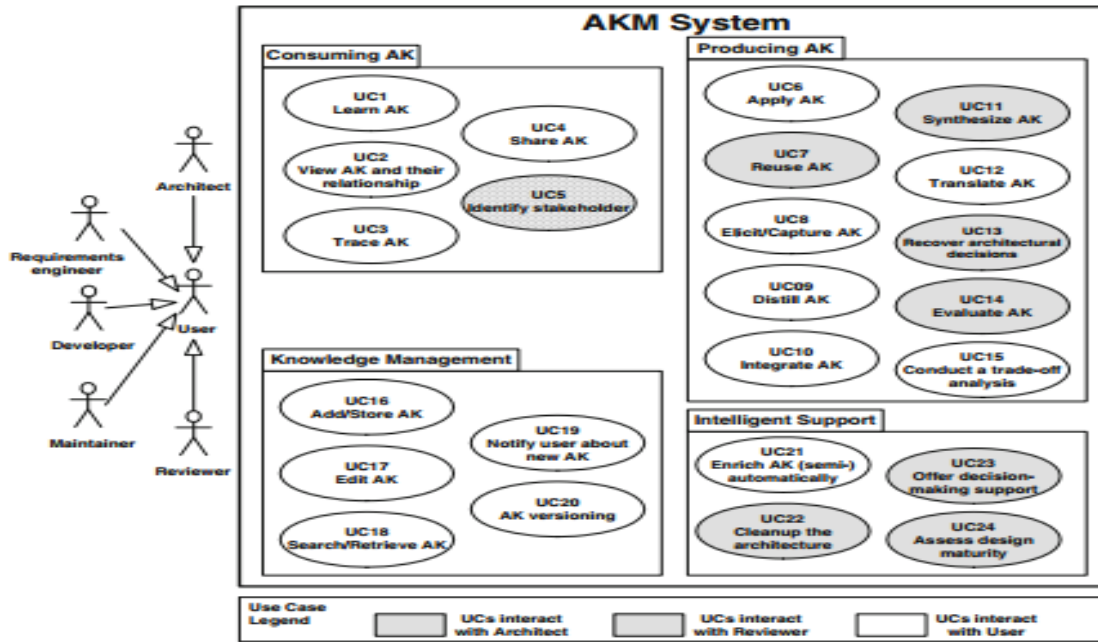 AKM System
Consuming AK
UC1
Learn AK
UC2
View AK and their
relationship
UC3
Trace AK
UC4
Share AK
UC5
Identify stakeholder
Producing AK
UC6
Apply AK
UC7
Reuse AK
UC8
Elicit/Capture AK
UC09
Distill AK
UC10
Integrate AK
UC11
Synthesize AK
UC12
Translate AK
UC13
Recover architectural
decisions
UC14
Evaluate AK
UC15
Conduct a trade-off
analysis
Architect
Requirements
engineer
Developer
User
Maintainer
Reviewer
Knowledge Management
UC16
Add/Store AK
UC17
Edit AK
UC18
Search/Retrieve AK
UC19
Notify user about
new AK
UC20
AK versioning
Intelligent Support
UC21
Enrich AK (semi-)
automatically
UC22
Cleanup the
architecture
UC23
Offer decision-
making support
UC24
Assess design
maturity
Use Case
Legend
UCs interact
with Architect
UCs interact
with Reviewer
UCs interact
with User